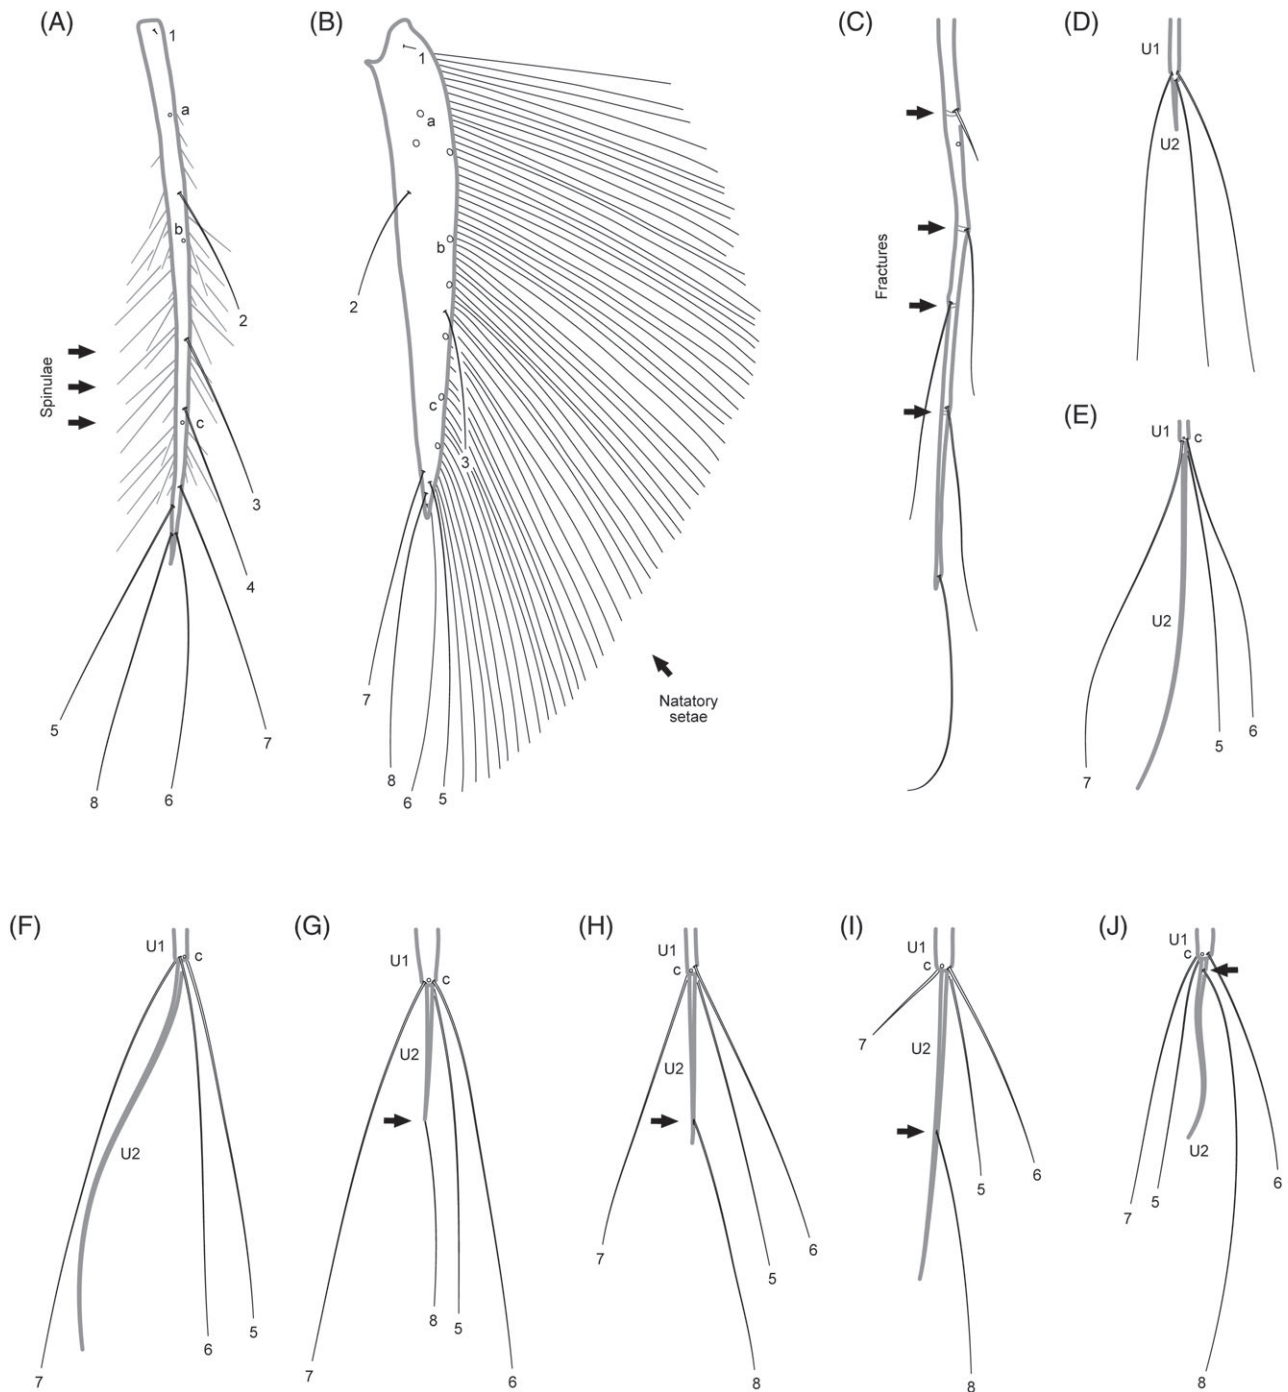 (A)
1
a
2
b
Spinulae
3
c
4
5
6
7
8
(B)
1
a
2
b
c
3
7
8
6
5
Natatory
setae
(C)
Fractures
(D)
U1
U2
(E)
U1
c
U2
5
6
7
(F)
U1
c
U2
5
6
7
(G)
U1
c
U2
8
5
7
6
(H)
U1
c
U2
7
6
5
8
(I)
U1
c
7
U2
5
6
8
(J)
U1
c
U2
7
5
6
8